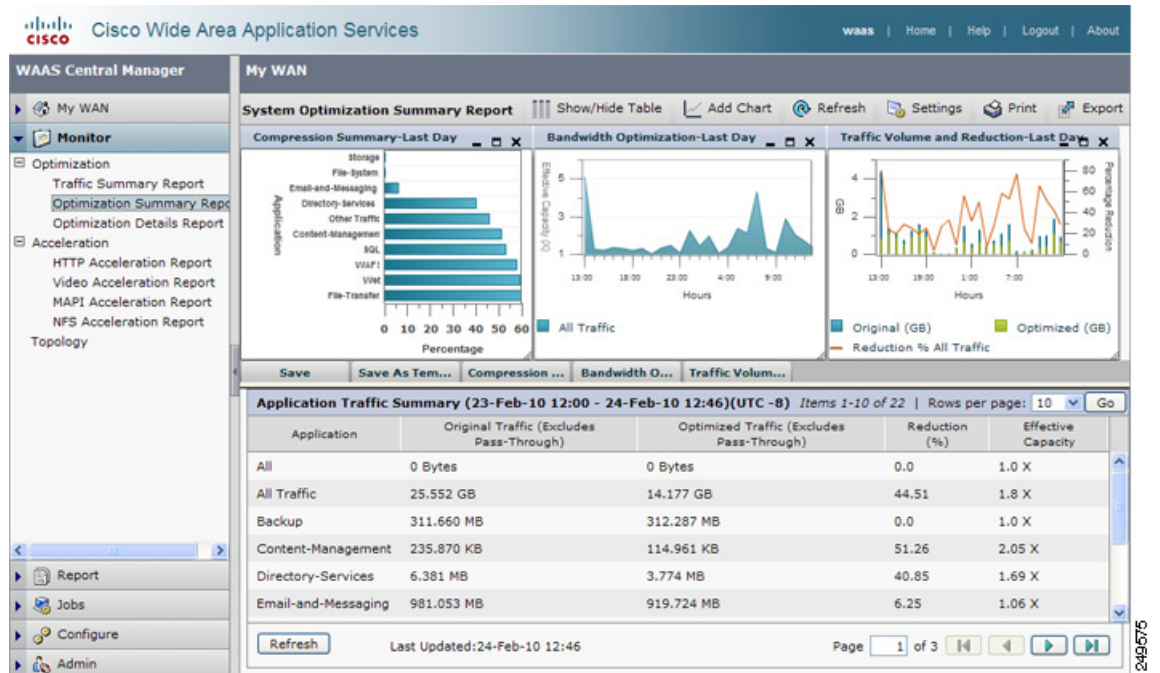 CISCO
Cisco Wide Area Application Services
waas | Home | Help | Logout | About
WAAS Central Manager
My WAN
My WAN
Monitor
Optimization
Traffic Summary Report
Optimization Summary Repo
Optimization Details Report
Acceleration
HTTP Acceleration Report
Video Acceleration Report
MAPI Acceleration Report
NFS Acceleration Report
Topology
Report
Jobs
Configure
Admin
System Optimization Summary Report
Show/Hide Table
Add Chart
Refresh
Settings
Print
Export
Compression Summary-Last Day
Application
Storage
File-System
Email-and-Messaging
Directory-Services
Other Traffic
Content-Management
SQL
WAFS
Web
File-Transfer
0 10 20 30 40 50 60
Percentage
Bandwidth Optimization-Last Day
Effective Capacity (X)
5
3
1
13:00 18:00 23:00 4:00 9:00
Hours
All Traffic
Traffic Volume and Reduction-Last Day
GB
4
2
0
80
60
40
20
0
Percentage Reduction
13:00 19:00 1:00 7:00
Hours
Original (GB)
Optimized (GB)
Reduction % All Traffic
Save
Save As Tem...
Compression ...
Bandwidth O...
Traffic Volum...
Application Traffic Summary (23-Feb-10 12:00 - 24-Feb-10 12:46)(UTC -8) Items 1-10 of 22 | Rows per page: 10 Go
Application
Original Traffic (Excludes Pass-Through)
Optimized Traffic (Excludes Pass-Through)
Reduction (%)
Effective Capacity
All 0 Bytes 0 Bytes 0.0 1.0 X
All Traffic 25.552 GB 14.177 GB 44.51 1.8 X
Backup 311.660 MB 312.287 MB 0.0 1.0 X
Content-Management 235.870 KB 114.961 KB 51.26 2.05 X
Directory-Services 6.381 MB 3.774 MB 40.85 1.69 X
Email-and-Messaging 981.053 MB 919.724 MB 6.25 1.06 X
Refresh
Last Updated:24-Feb-10 12:46
Page 1 of 3
249575